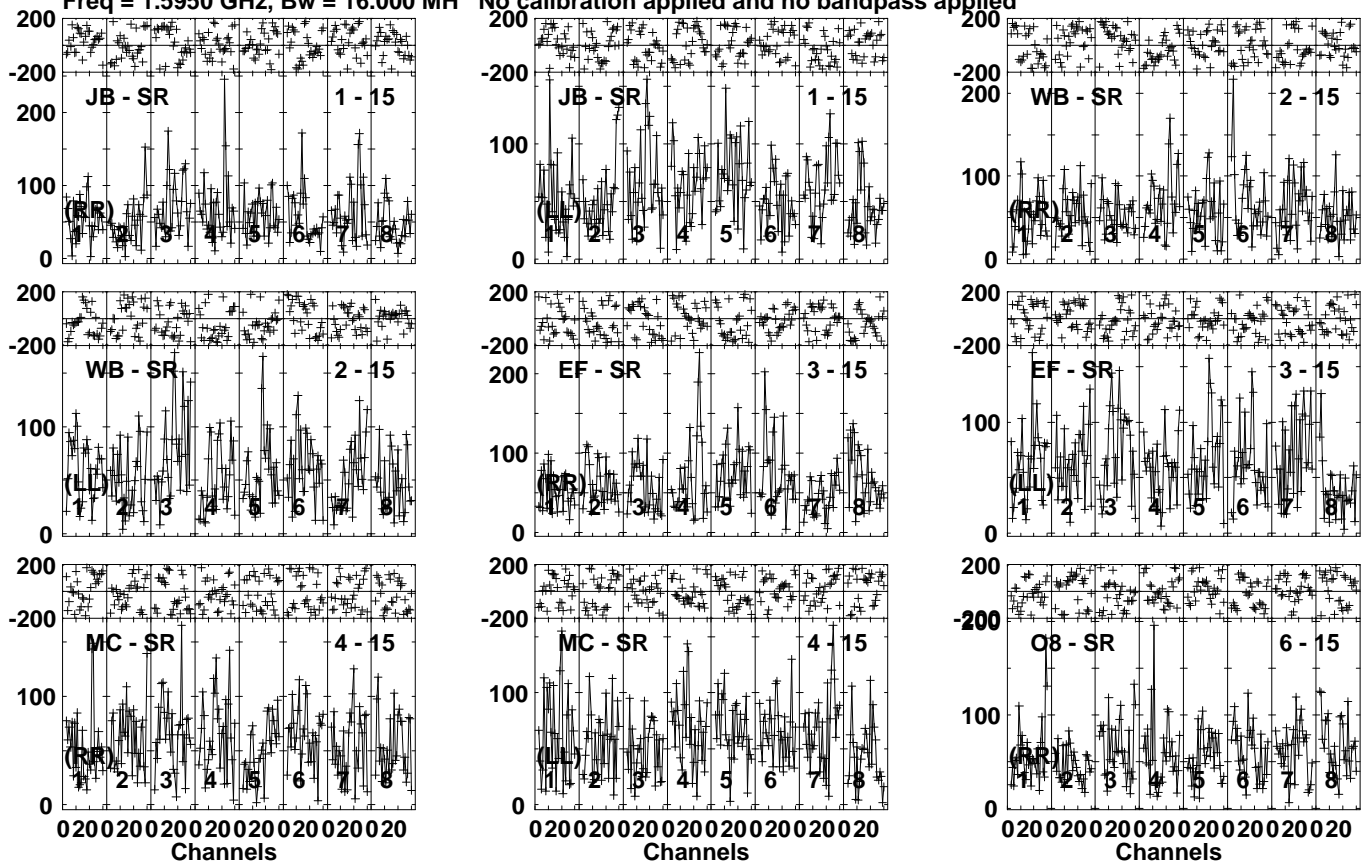 Freq = 1.5950 GHz, Bw = 16.000 MH No calibration applied and no bandpass applied
200 200 200
-200 -200 -200
JB - SR 1 - 15 JB - SR 1 - 15 WB - SR 2 - 15
200 200
100 100 100
(RR) (LL) (RR)
1 2 3 4 5 6 7 8 1 2 3 4 5 6 7 8 1 2 3 4 5 6 7 8
0 0 0
200 200 200
-200 -200 -200
WB - SR 2 - 15 EF - SR 3 - 15 EF - SR 3 - 15
200
100 100 100
(LL) (RR) (LL)
1 2 3 4 5 6 7 8 1 2 3 4 5 6 7 8 1 2 3 4 5 6 7 8
0 0 0
200 200 200
-200 -200 -200
200
MC - SR 4 - 15 MC - SR 4 - 15 O8 - SR 6 - 15
100 100 100
(RR) (LL) (RR)
1 2 3 4 5 6 7 8 1 2 3 4 5 6 7 8 1 2 3 4 5 6 7 8
0 0 0
0 20 0 20 0 20 0 20 0 20 0 20 0 20 0 20 0 20 0 20 0 20 0 20 0 20 0 20 0 20 0 20 0 20 0 20 0 20 0 20 0 20 0 20 0 20 0 20
Channels Channels Channels